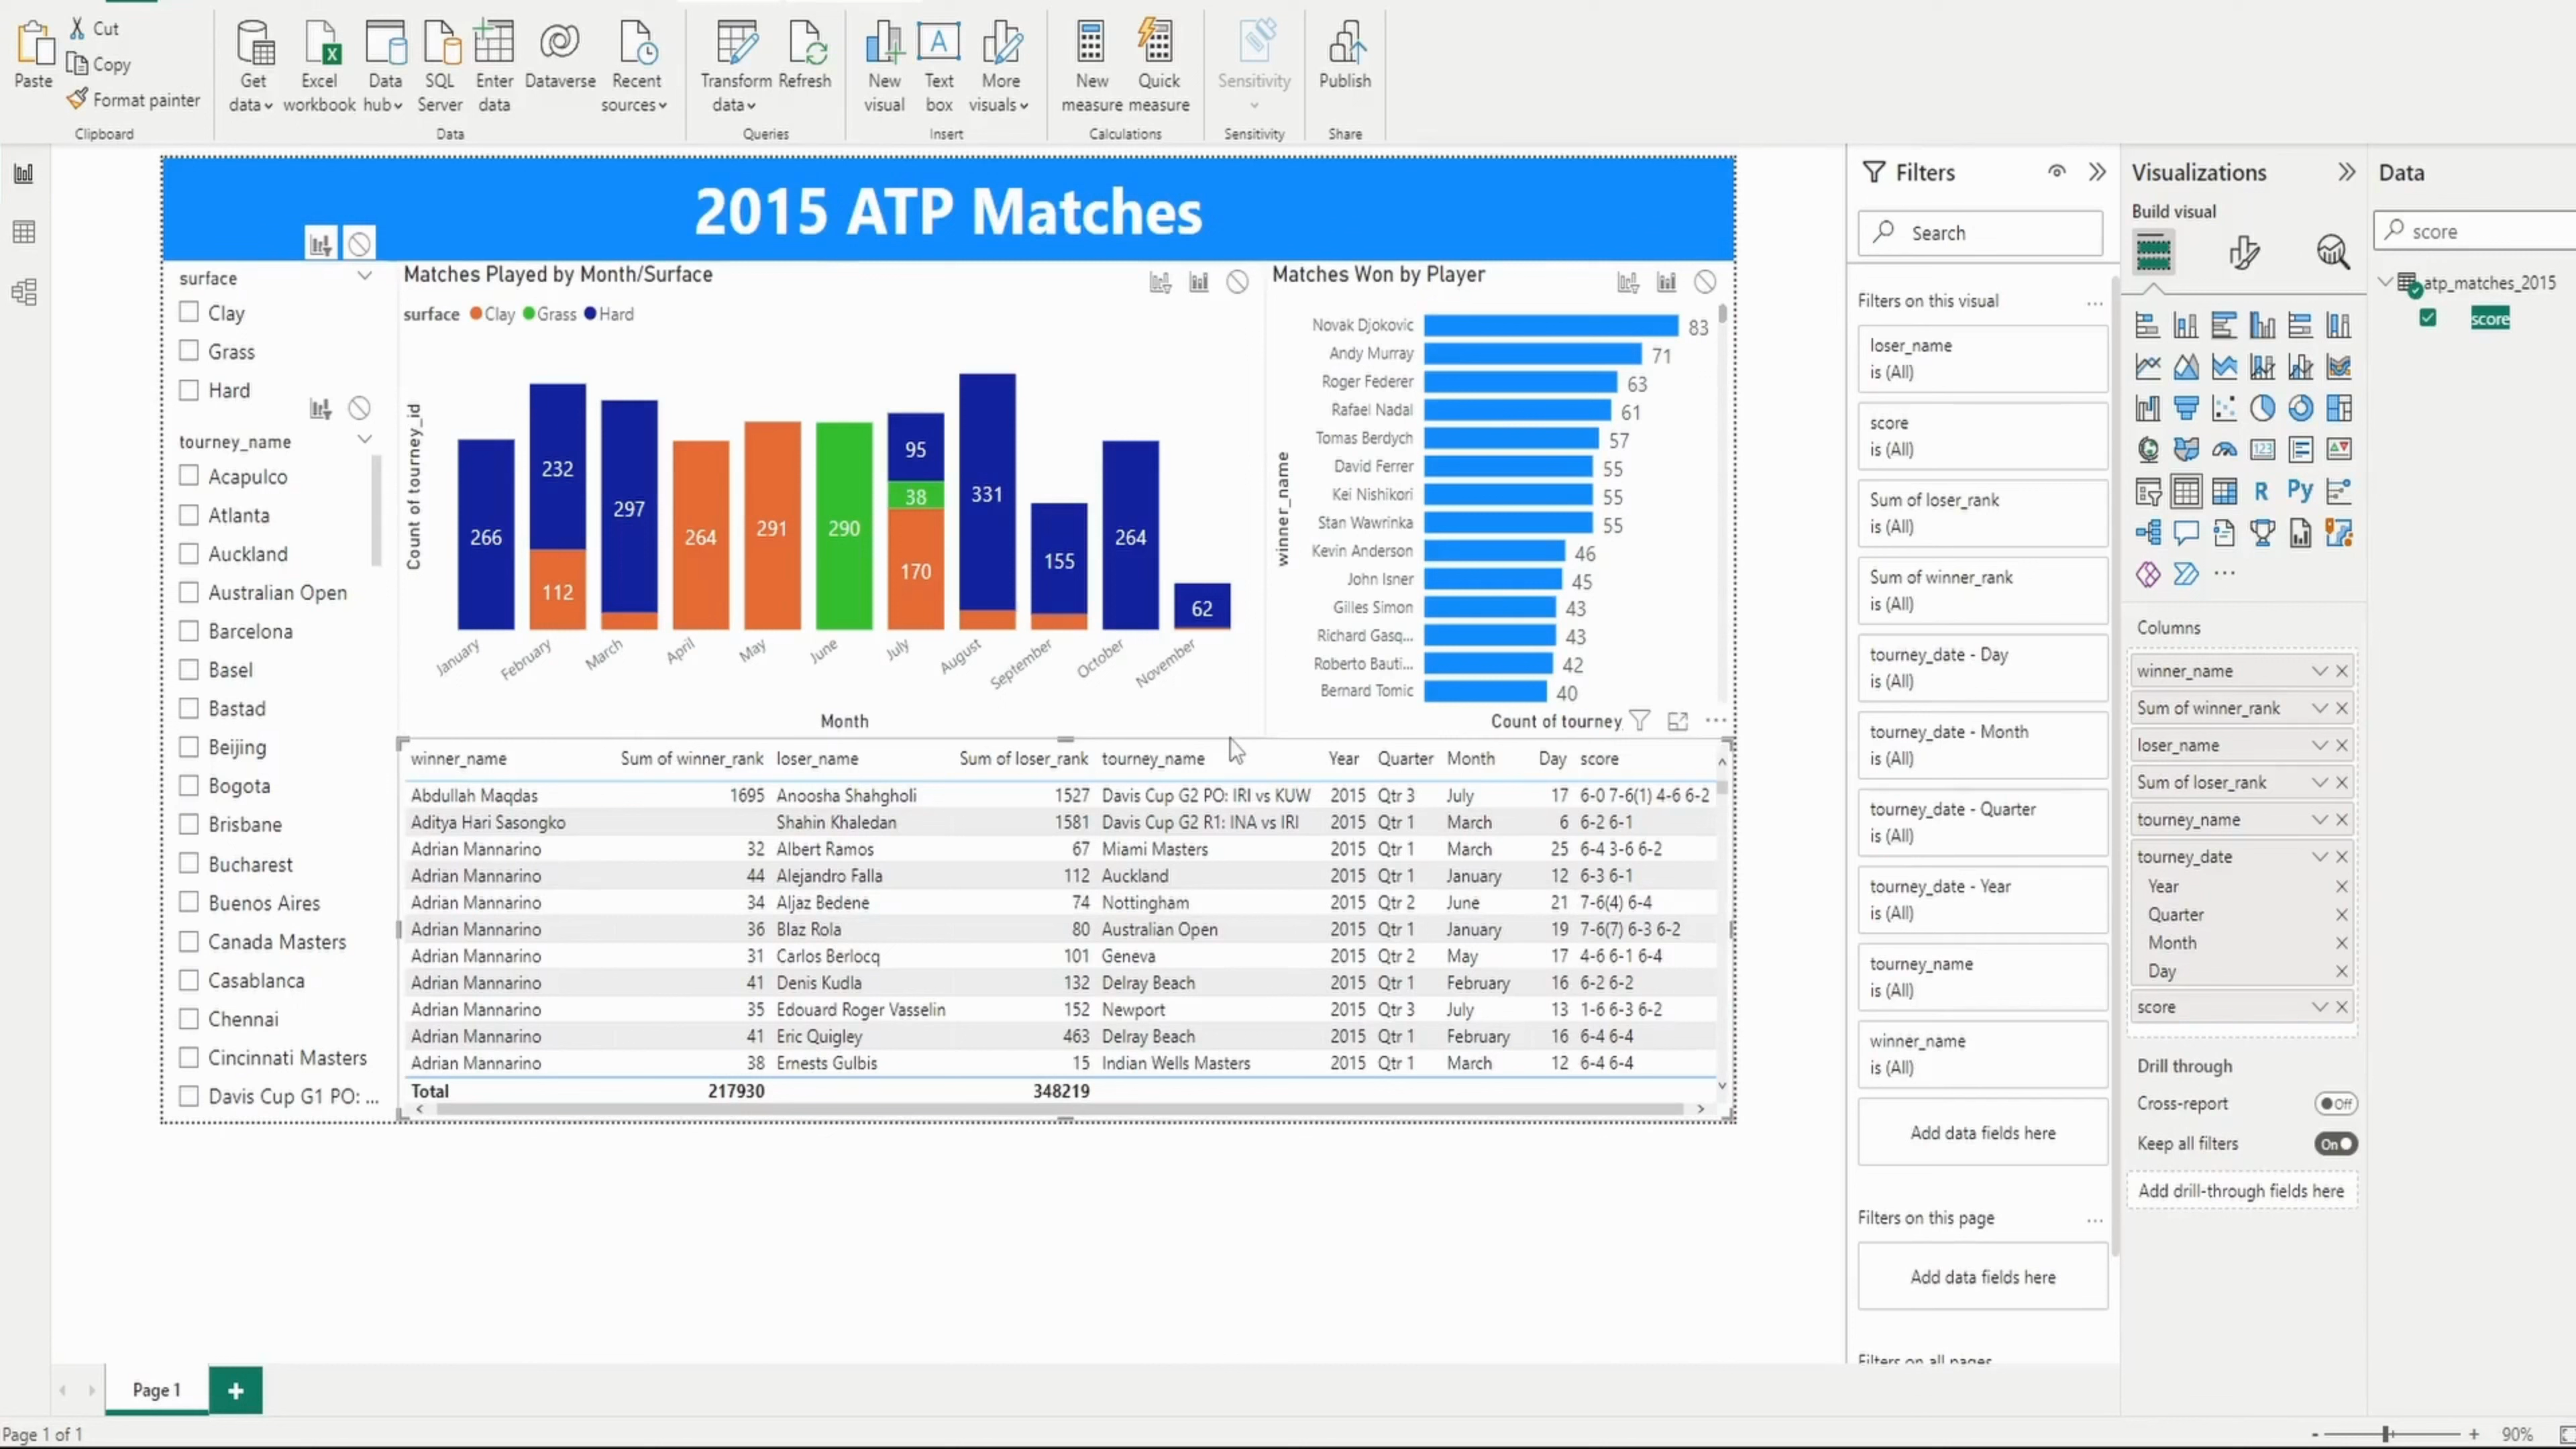 Paste
Cut
Copy
Format painter
Clipboard
Get data
Excel workbook
Data hub
SQL Server
Enter data
Dataverse
Recent sources
Data
Transform data
Refresh
Queries
New visual
Text box
More visuals
Insert
New measure
Quick measure
Calculations
Sensitivity
Sensitivity
Publish
Share
2015 ATP Matches
surface
Clay
Grass
Hard
tourney_name
Acapulco
Atlanta
Auckland
Australian Open
Barcelona
Basel
Bastad
Beijing
Bogota
Brisbane
Bucharest
Buenos Aires
Canada Masters
Casablanca
Chennai
Cincinnati Masters
Davis Cup G1 PO: ...
Matches Played by Month/Surface
surface Clay Grass Hard
Count of tourney_id
266
232
112
297
264
291
290
95
38
170
331
155
264
62
January February March April May June July August September October November
Month
Matches Won by Player
winner_name
Novak Djokovic 83
Andy Murray 71
Roger Federer 63
Rafael Nadal 61
Tomas Berdych 57
David Ferrer 55
Kei Nishikori 55
Stan Wawrinka 55
Kevin Anderson 46
John Isner 45
Gilles Simon 43
Richard Gasq... 43
Roberto Bauti... 42
Bernard Tomic 40
Count of tourney
winner_name Sum of winner_rank loser_name Sum of loser_rank tourney_name Year Quarter Month Day score
Abdullah Maqdas 1695 Anoosha Shahgholi 1527 Davis Cup G2 PO: IRI vs KUW 2015 Qtr 3 July 17 6-0 7-6(1) 4-6 6-2
Aditya Hari Sasongko Shahin Khaledan 1581 Davis Cup G2 R1: INA vs IRI 2015 Qtr 1 March 6 6-2 6-1
Adrian Mannarino 32 Albert Ramos 67 Miami Masters 2015 Qtr 1 March 25 6-4 3-6 6-2
Adrian Mannarino 44 Alejandro Falla 112 Auckland 2015 Qtr 1 January 12 6-3 6-1
Adrian Mannarino 34 Aljaz Bedene 74 Nottingham 2015 Qtr 2 June 21 7-6(4) 6-4
Adrian Mannarino 36 Blaz Rola 80 Australian Open 2015 Qtr 1 January 19 7-6(7) 6-3 6-2
Adrian Mannarino 31 Carlos Berlocq 101 Geneva 2015 Qtr 2 May 17 4-6 6-1 6-4
Adrian Mannarino 41 Denis Kudla 132 Delray Beach 2015 Qtr 1 February 16 6-2 6-2
Adrian Mannarino 35 Edouard Roger Vasselin 152 Newport 2015 Qtr 3 July 13 1-6 6-3 6-2
Adrian Mannarino 41 Eric Quigley 463 Delray Beach 2015 Qtr 1 February 16 6-4 6-4
Adrian Mannarino 38 Ernests Gulbis 15 Indian Wells Masters 2015 Qtr 1 March 12 6-4 6-4
Total 217930 348219
Filters
Search
Filters on this visual ...
loser_name
is (All)
score
is (All)
Sum of loser_rank
is (All)
Sum of winner_rank
is (All)
tourney_date - Day
is (All)
tourney_date - Month
is (All)
tourney_date - Quarter
is (All)
tourney_date - Year
is (All)
tourney_name
is (All)
winner_name
is (All)
Add data fields here
Filters on this page ...
Add data fields here
Filters on all pages
Visualizations
Build visual
123
R
Py
...
Columns
winner_name
Sum of winner_rank
loser_name
Sum of loser_rank
tourney_name
tourney_date
Year
Quarter
Month
Day
score
Drill through
Cross-report Off
Keep all filters On
Add drill-through fields here
Data
score
atp_matches_2015
score
Page 1
+
Page 1 of 1
- + 90%